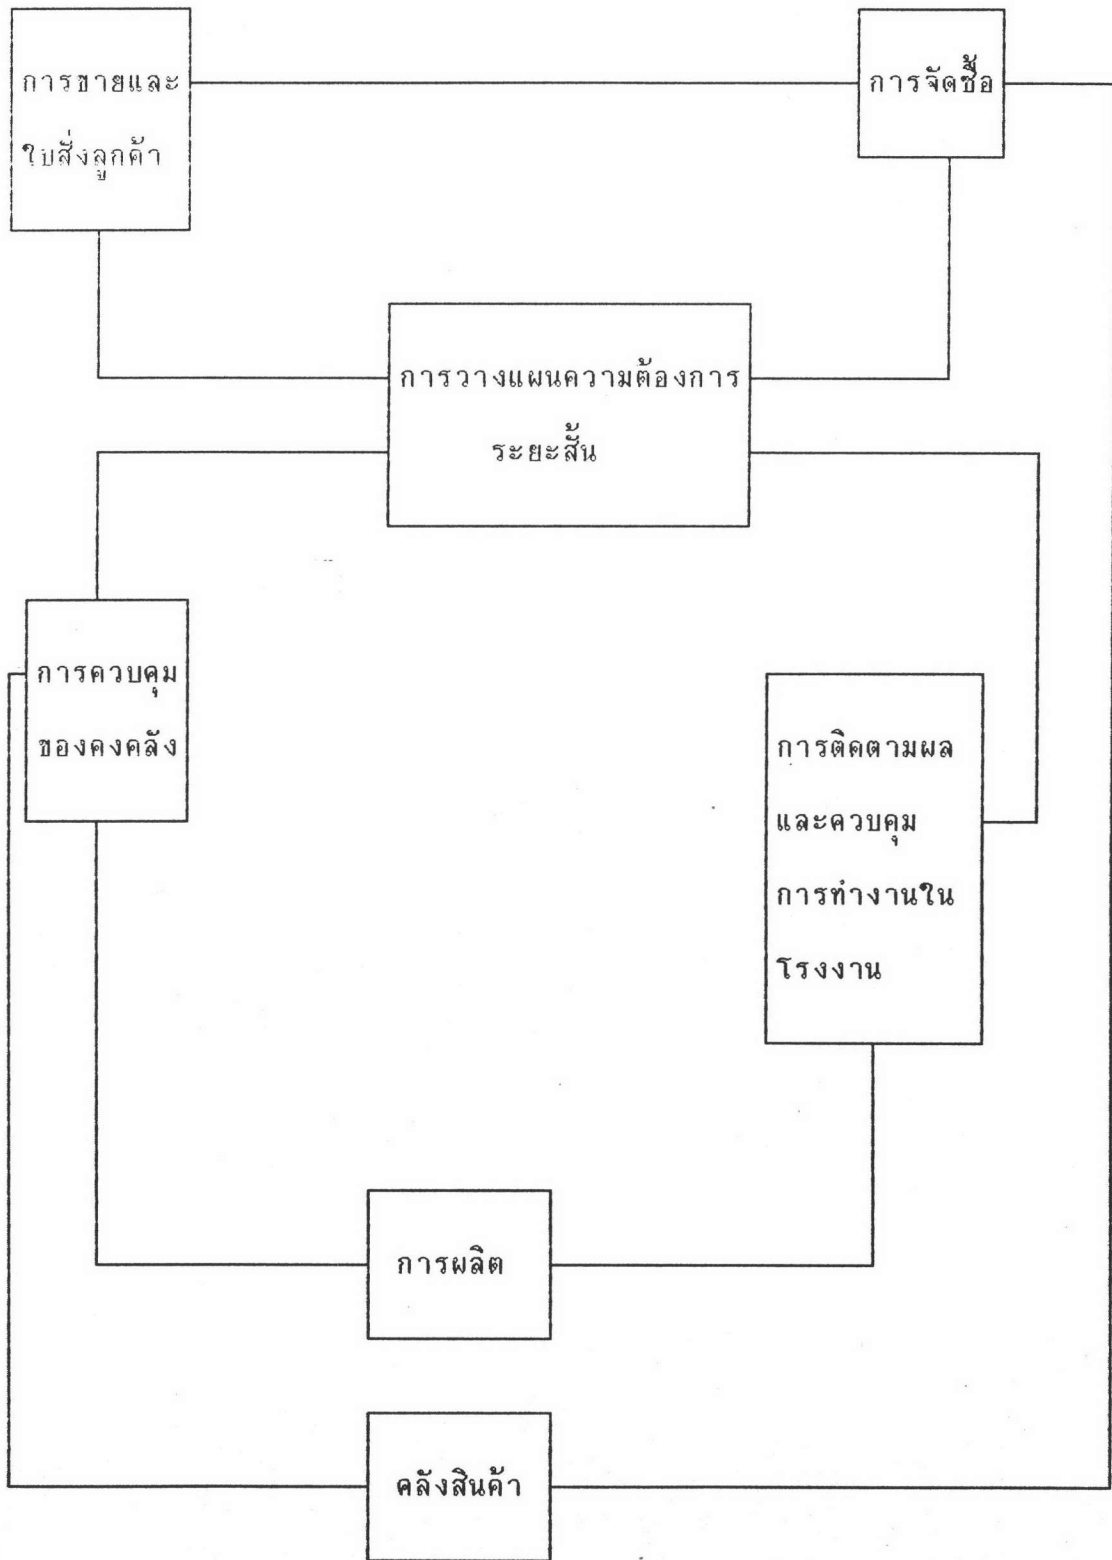 การขายและ
ใบสั่งลูกค้า
การจัดซื้อ
การวางแผนความต้องการ
ระยะสั้น
การควบคุม
ของคงคลัง
การติดตามผล
และควบคุม
การทำงานใน
โรงงาน
การผลิต
คลังสินค้า